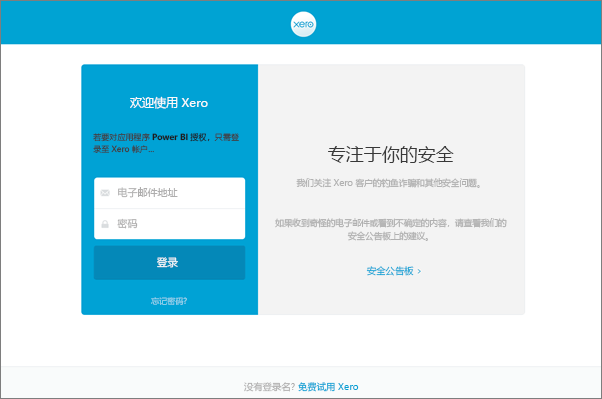 xero
欢迎使用 Xero
若要对应用程序 Power BI 授权，只需登
录至 Xero 帐户...
电子邮件地址
密码
登录
忘记密码?
专注于你的安全
我们关注 Xero 客户的钓鱼诈骗和其他安全问题。
如果收到奇怪的电子邮件或看到不确定的内容，请查看我们的
安全公告板上的建议。
安全公告板 ›
没有登录名? 免费试用 Xero